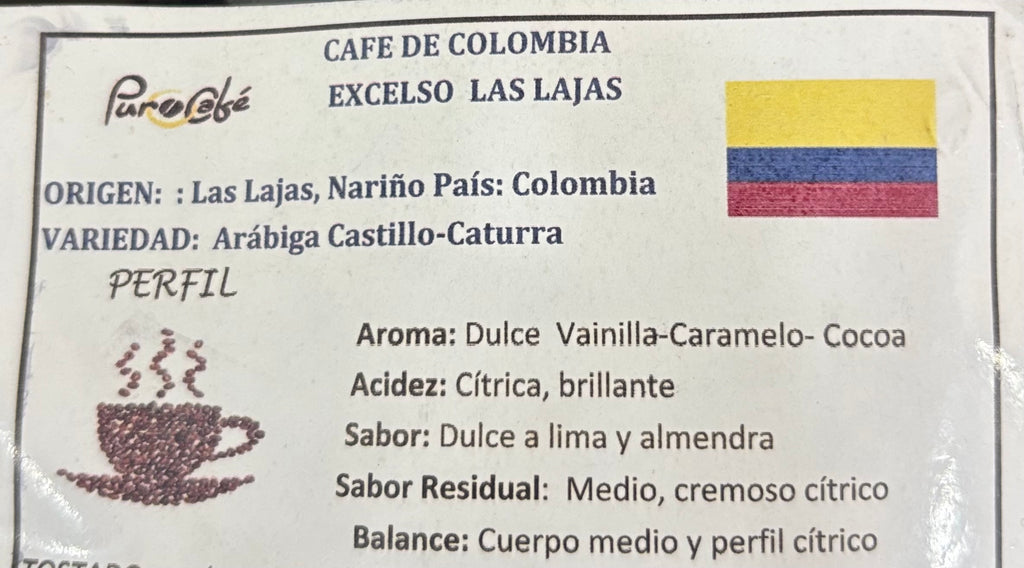 CAFE DE COLOMBIA
EXCELSO LAS LAJAS
PuroCafé
ORIGEN: : Las Lajas, Nariño País: Colombia
VARIEDAD: Arábiga Castillo-Caturra
PERFIL
Aroma: Dulce Vainilla-Caramelo- Cocoa
Acidez: Cítrica, brillante
Sabor: Dulce a lima y almendra
Sabor Residual: Medio, cremoso cítrico
Balance: Cuerpo medio y perfil cítrico